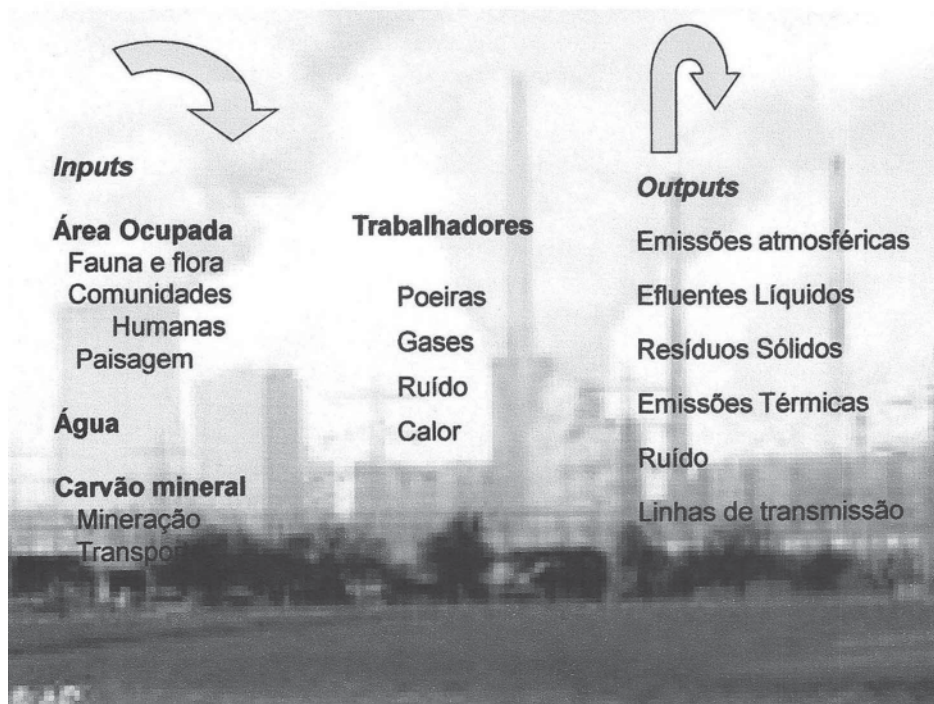 Inputs
Área Ocupada
Fauna e flora
Comunidades
Humanas
Paisagem
Água
Carvão mineral
Mineração
Trabalhadores
Poeiras
Gases
Ruído
Calor
Outputs
Emissões atmosféricas
Efluentes Líquidos
Resíduos Sólidos
Emissões Térmicas
Ruído
Linhas de transmissão